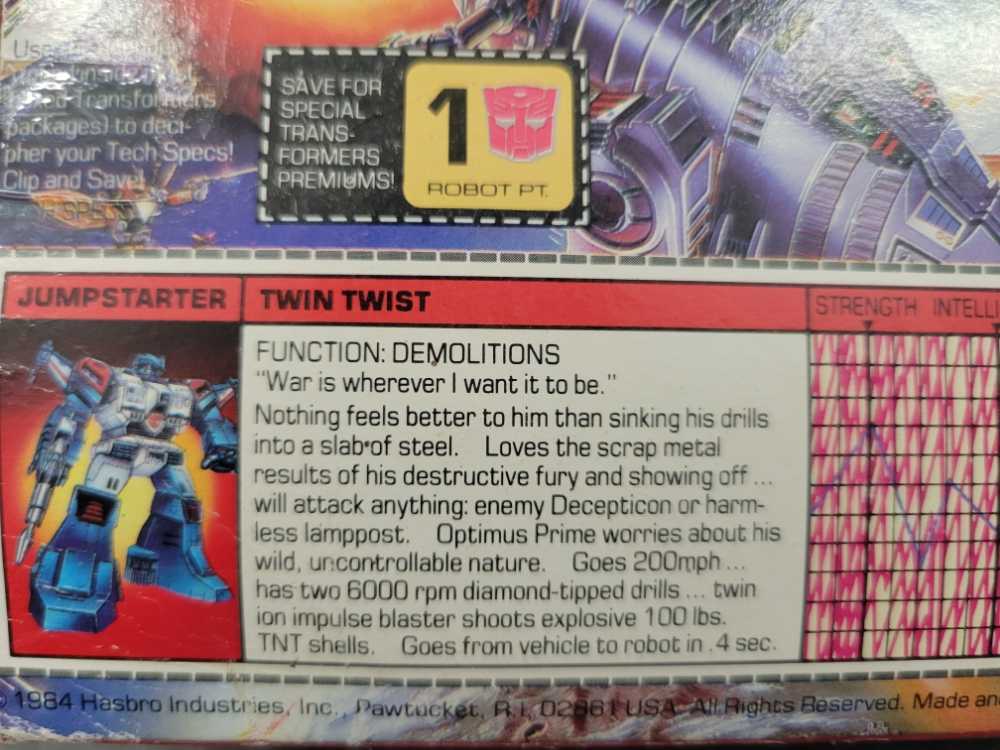 packages) to deci-
pher your Tech Specs!
Clip and Save!
SAVE FOR
SPECIAL
TRANS-
FORMERS
PREMIUMS!
1
ROBOT PT.
JUMPSTARTER
TWIN TWIST
STRENGTH INTELLI
FUNCTION: DEMOLITIONS
"War is wherever I want it to be."
Nothing feels better to him than sinking his drills
into a slab of steel. Loves the scrap metal
results of his destructive fury and showing off ...
will attack anything: enemy Decepticon or harm-
less lamppost. Optimus Prime worries about his
wild, uncontrollable nature. Goes 200mph ...
has two 6000 rpm diamond-tipped drills ... twin
ion impulse blaster shoots explosive 100 lbs.
TNT shells. Goes from vehicle to robot in .4 sec.
© 1984 Hasbro Industries, Inc., Pawtucket, R.I. 02861 USA. All Rights Reserved. Made and